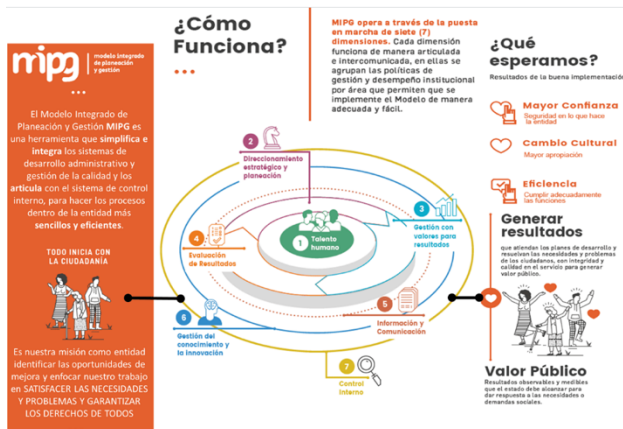 mipg
modelo integrado
de planeación
y gestión
El Modelo Integrado de
Planeación y Gestión MIPG es
una herramienta que simplifica e
integra los sistemas de
desarrollo administrativo y
gestión de la calidad y los
articula con el sistema de control
interno, para hacer los procesos
dentro de la entidad más
sencillos y eficientes.
TODO INICIA CON
LA CIUDADANÍA
Es nuestra misión como entidad
identificar las oportunidades de
mejora y enfocar nuestro trabajo
en SATISFACER LAS NECESIDADES
Y PROBLEMAS Y GARANTIZAR
LOS DERECHOS DE TODOS
¿Cómo
Funciona?
MIPG opera a través de la puesta
en marcha de siete (7)
dimensiones. Cada dimensión
funciona de manera articulada
e intercomunicada, en ellas se
agrupan las políticas de
gestión y desempeño institucional
por área que permiten que se
implemente el Modelo de manera
adecuada y fácil.
2
Direccionamiento
estratégico y
planeación
3
Gestión con
valores para
resultados
1
Talento
humano
4
Evaluación
de Resultados
5
Información y
Comunicación
6
Gestión del
conocimiento y
la innovación
7
Control
interno
¿Qué
esperamos?
Resultados de la buena implementación
Mayor Confianza
Seguridad en lo que hace
la entidad
Cambio Cultural
Mayor apropiación
Eficiencia
Cumplir adecuadamente
las funciones
Generar
resultados
que atiendan los planes de desarrollo y
resuelvan las necesidades y problemas
de los ciudadanos, con integridad y
calidad en el servicio para generar
valor público.
Valor Público
Resultados observables y medibles
que el estado debe alcanzar para
dar respuesta a las necesidades o
demandas sociales.